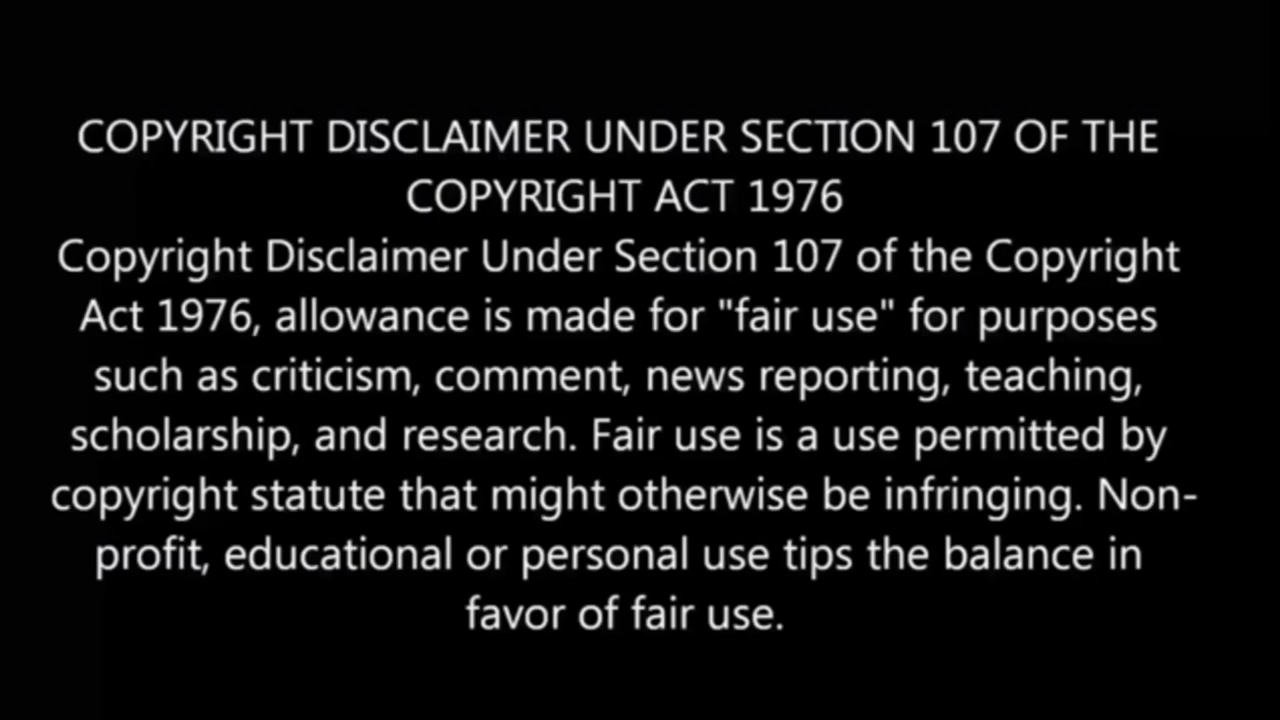 COPYRIGHT DISCLAIMER UNDER SECTION 107 OF THE
COPYRIGHT ACT 1976
Copyright Disclaimer Under Section 107 of the Copyright
Act 1976, allowance is made for "fair use" for purposes
such as criticism, comment, news reporting, teaching,
scholarship, and research. Fair use is a use permitted by
copyright statute that might otherwise be infringing. Non-
profit, educational or personal use tips the balance in
favor of fair use.